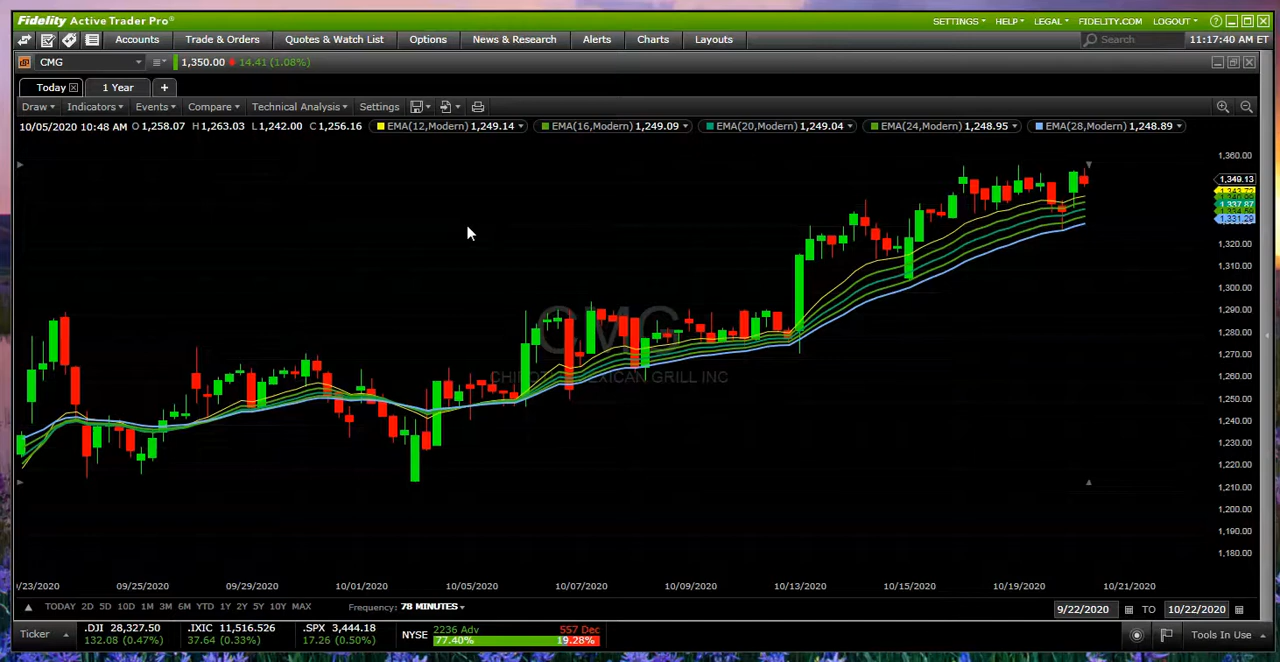 Fidelity Active Trader Pro® SETTINGS HELP LEGAL FIDELITY.COM LOGOUT ?
Accounts Trade & Orders Quotes & Watch List Options News & Research Alerts Charts Layouts Search 11:17:40 AM ET
CMG 1,350.00 14.41 (1.08%)
Today 1 Year +
Draw Indicators Events Compare Technical Analysis Settings
10/05/2020 10:48 AM O 1,258.07 H 1,263.03 L 1,242.00 C 1,256.16 EMA(12,Modern) 1,249.14 EMA(16,Modern) 1,249.09 EMA(20,Modern) 1,249.04 EMA(24,Modern) 1,248.95 EMA(28,Modern) 1,248.89
1,360.00
1,349.13
1,337.87
1,331.29
1,320.00
1,310.00
1,300.00
1,290.00
1,280.00
1,270.00
1,260.00
1,250.00
1,240.00
1,230.00
1,220.00
1,210.00
1,200.00
1,190.00
1,180.00
CMG
CHIPOTLE MEXICAN GRILL INC
/23/2020 09/25/2020 09/29/2020 10/01/2020 10/05/2020 10/07/2020 10/09/2020 10/13/2020 10/15/2020 10/19/2020 10/21/2020
TODAY 2D 5D 10D 1M 3M 6M YTD 1Y 2Y 5Y 10Y MAX Frequency: 78 MINUTES 9/22/2020 TO 10/22/2020
Ticker .DJI 28,327.50 .IXIC 11,516.526 .SPX 3,444.18 NYSE 2236 Adv 557 Dec Tools In Use
132.08 (0.47%) 37.64 (0.33%) 17.26 (0.50%) 77.40% 19.28%